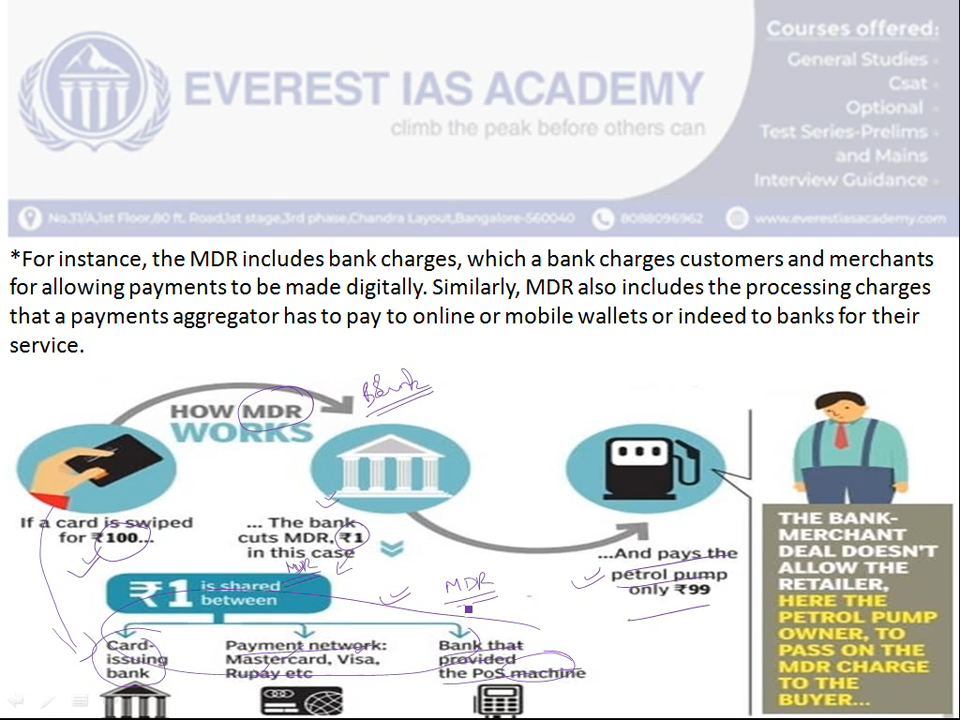 Courses offered:
General Studies
Csat
Optional
Test Series-Prelims
and Mains
Interview Guidance
EVEREST IAS ACADEMY
climb the peak before others can
No.31/A,1st Floor,80 ft. Road,1st stage,3rd phase,Chandra Layout,Bangalore-560040 8088096962 www.everestiasacademy.com
*For instance, the MDR includes bank charges, which a bank charges customers and merchants
for allowing payments to be made digitally. Similarly, MDR also includes the processing charges
that a payments aggregator has to pay to online or mobile wallets or indeed to banks for their
service.
HOW MDR
WORKS
Bank
If a card is swiped
for ₹100...
... The bank
cuts MDR, ₹1
in this case
...And pays the
petrol pump
only ₹99
MDR
₹1 is shared
between
MDR
Card-
issuing
bank
Payment network:
Mastercard, Visa,
Rupay etc
Bank that
provided
the PoS machine
THE BANK-
MERCHANT
DEAL DOESN'T
ALLOW THE
RETAILER,
HERE THE
PETROL PUMP
OWNER, TO
PASS ON THE
MDR CHARGE
TO THE
BUYER...